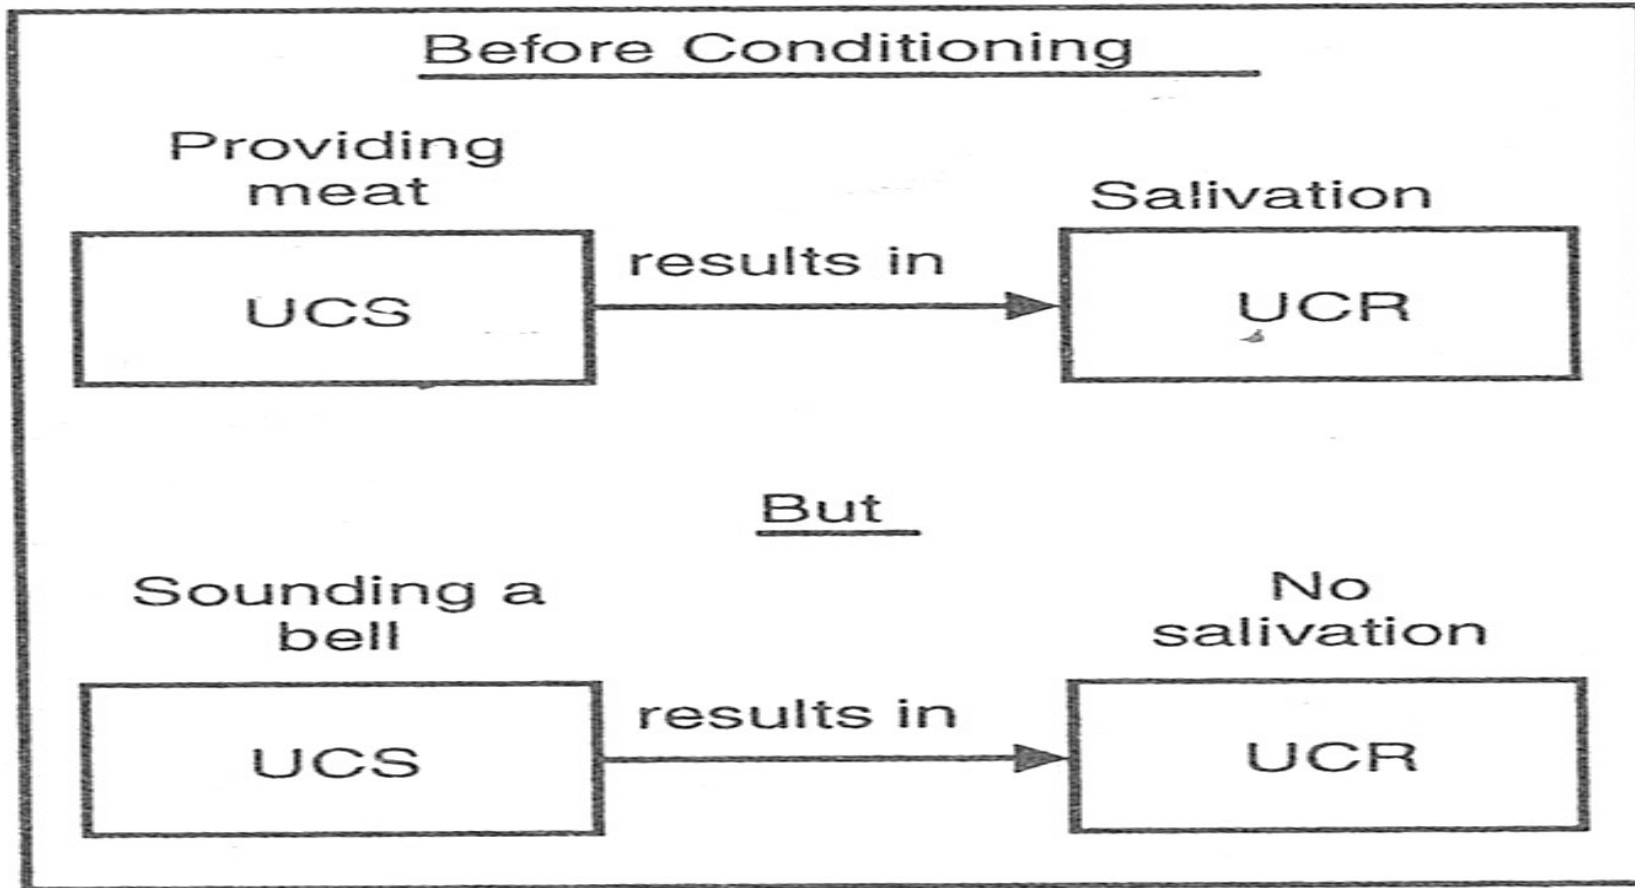 Before Conditioning
Providing
meat
Salivation
UCS
results in
UCR
But
Sounding a
bell
No
salivation
UCS
results in
UCR